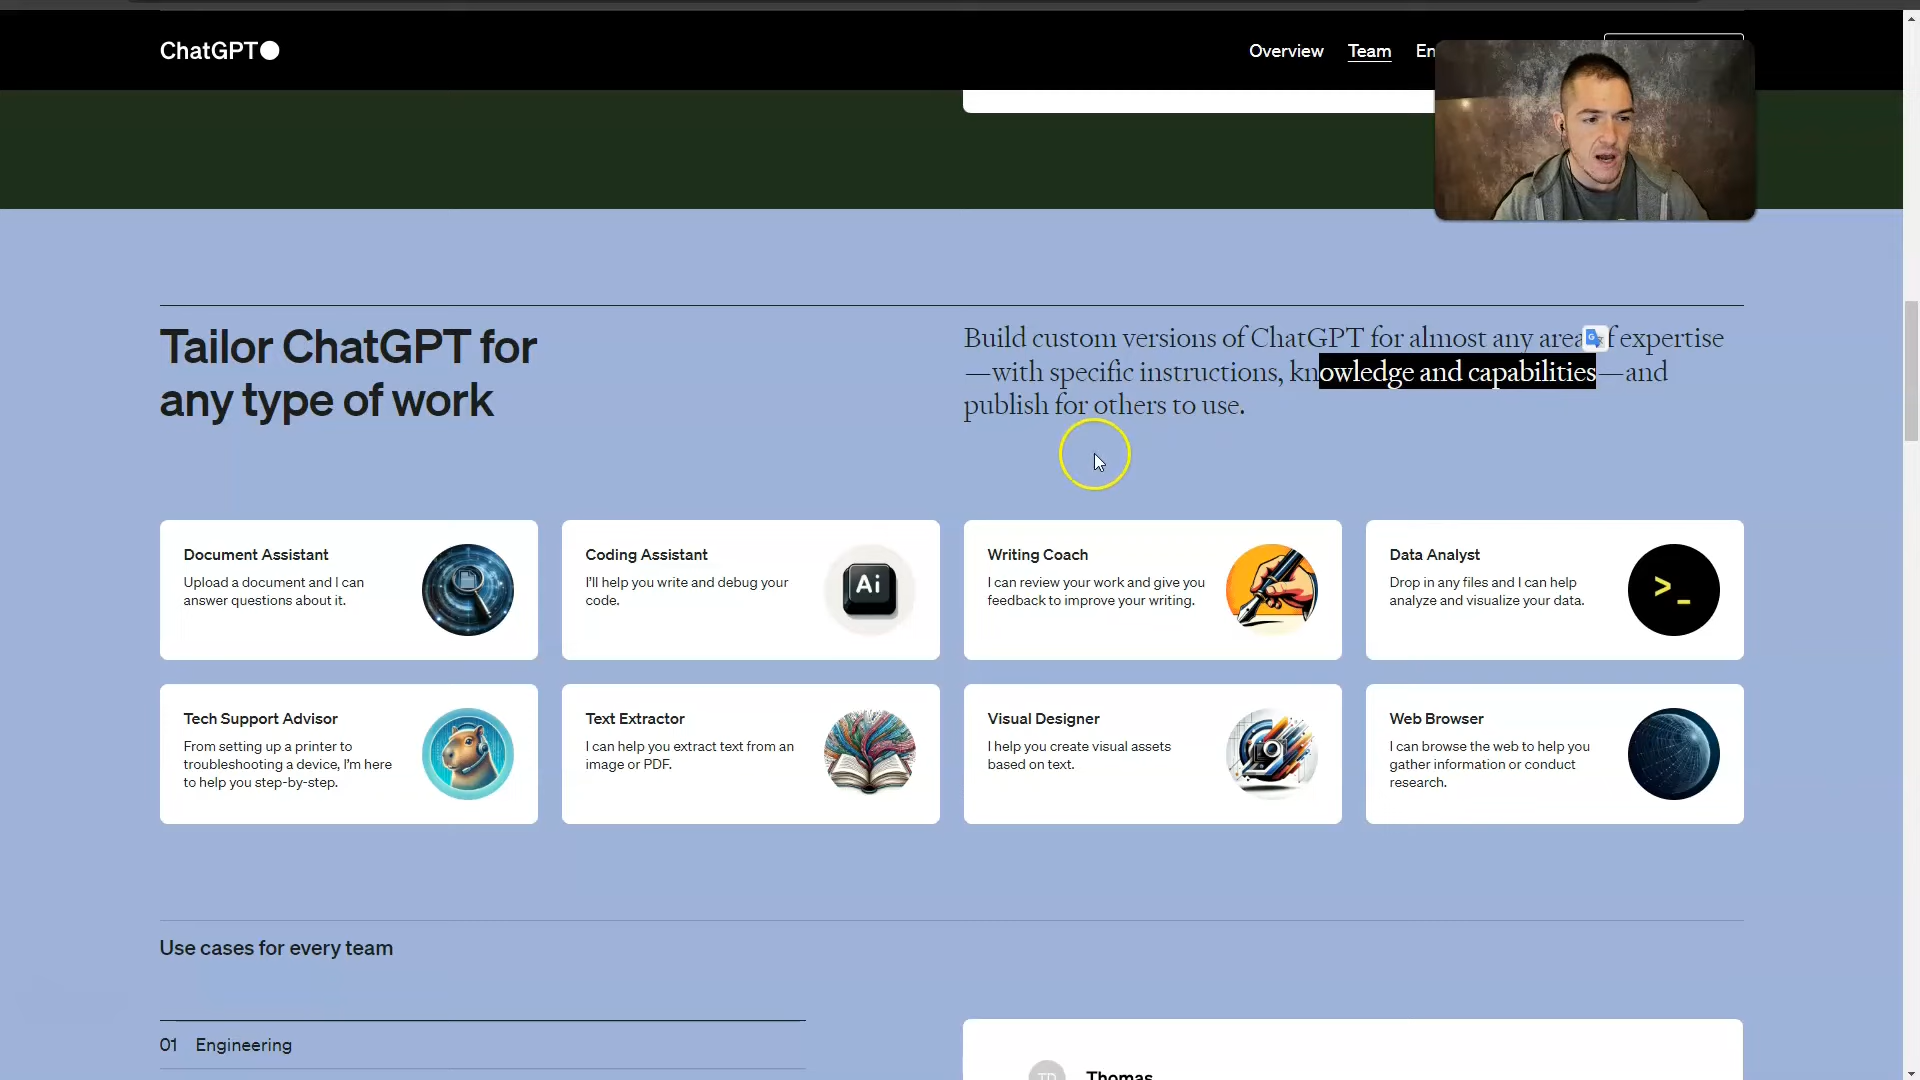 ChatGPT
Overview
Team
En
Tailor ChatGPT for
any type of work
Build custom versions of ChatGPT for almost any area f expertise
—with specific instructions, knowledge and capabilities—and
publish for others to use.
Document Assistant
Upload a document and I can
answer questions about it.
Coding Assistant
I'll help you write and debug your
code.
Ai
Writing Coach
I can review your work and give you
feedback to improve your writing.
Data Analyst
Drop in any files and I can help
analyze and visualize your data.
>_
Tech Support Advisor
From setting up a printer to
troubleshooting a device, I'm here
to help you step-by-step.
Text Extractor
I can help you extract text from an
image or PDF.
Visual Designer
I help you create visual assets
based on text.
Web Browser
I can browse the web to help you
gather information or conduct
research.
Use cases for every team
01 Engineering
Thomas